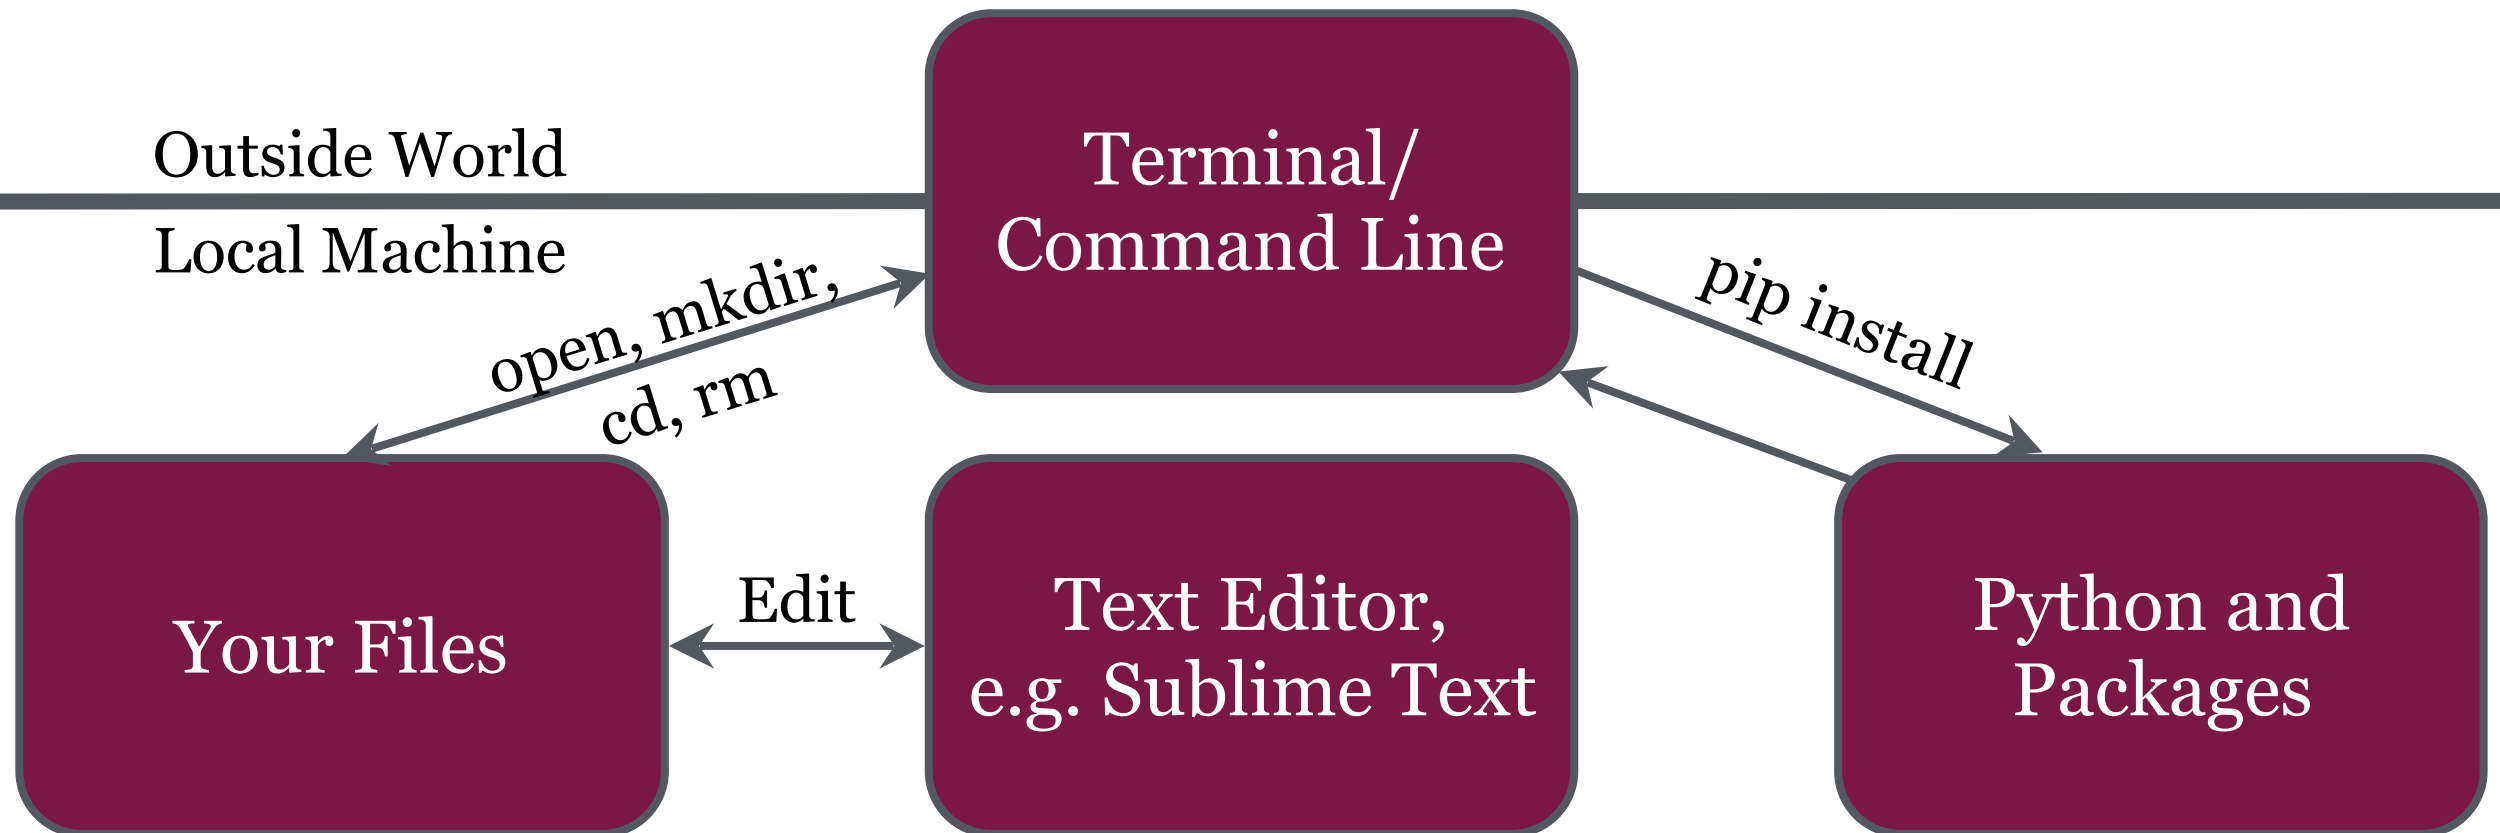 Outside World
Local Machine
Terminal/
Command Line
open, mkdir,
cd, rm
pip install
Your Files
Edit
Text Editor,
e.g. Sublime Text
Python and
Packages